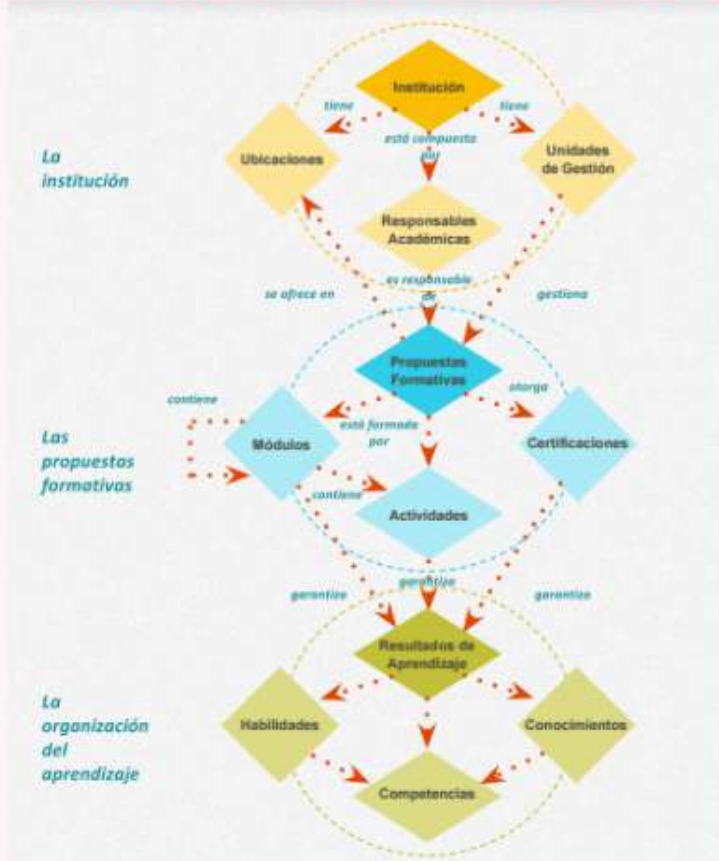 Institución
tiene
tiene
está compuesta
por
Ubicaciones
Unidades
de Gestión
La
institución
Responsables
Académicas
se ofrece en
es responsable
de
gestiona
Propuestas
Formativas
contiene
otorga
está formada
por
Las
propuestas
formativas
Módulos
Certificaciones
contiene
Actividades
garantiza
garantiza
garantiza
Resultados de
Aprendizaje
La
organización
del
aprendizaje
Habilidades
Conocimientos
Competencias